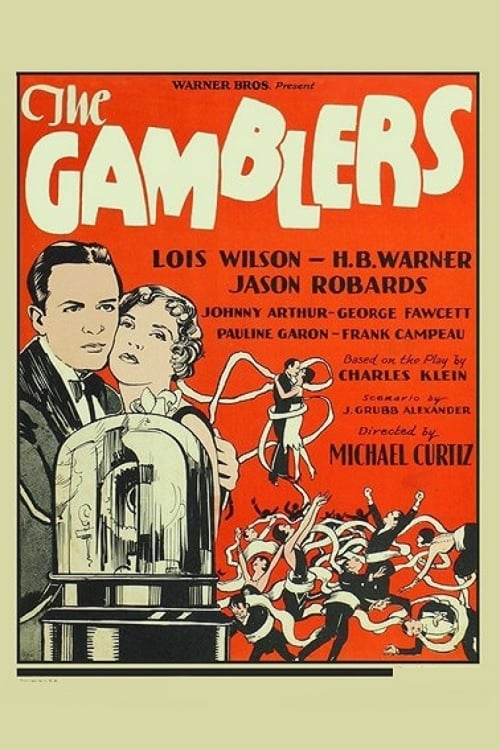 WARNER BROS. Present
The
GAMBLERS
LOIS WILSON – H.B. WARNER
JASON ROBARDS
JOHNNY ARTHUR – GEORGE FAWCETT
PAULINE GARON – FRANK CAMPEAU
Based on the Play by
CHARLES KLEIN
Scenario by
J. GRUBB ALEXANDER
Directed by
MICHAEL CURTIZ